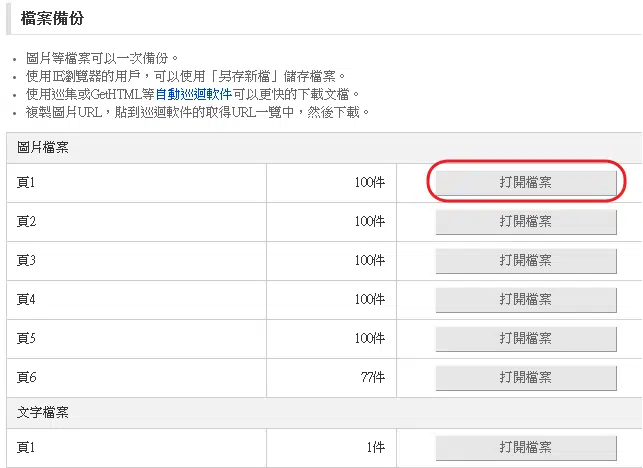 檔案備份
圖片等檔案可以一次備份。
使用IE瀏覽器的用戶，可以使用「另存新檔」儲存檔案。
使用巡集或GetHTML等自動巡迴軟件可以更快的下載文檔。
複製圖片URL，貼到巡迴軟件的取得URL一覽中，然後下載。
圖片檔案
頁1 100件 打開檔案
頁2 100件 打開檔案
頁3 100件 打開檔案
頁4 100件 打開檔案
頁5 100件 打開檔案
頁6 77件 打開檔案
文字檔案
頁1 1件 打開檔案